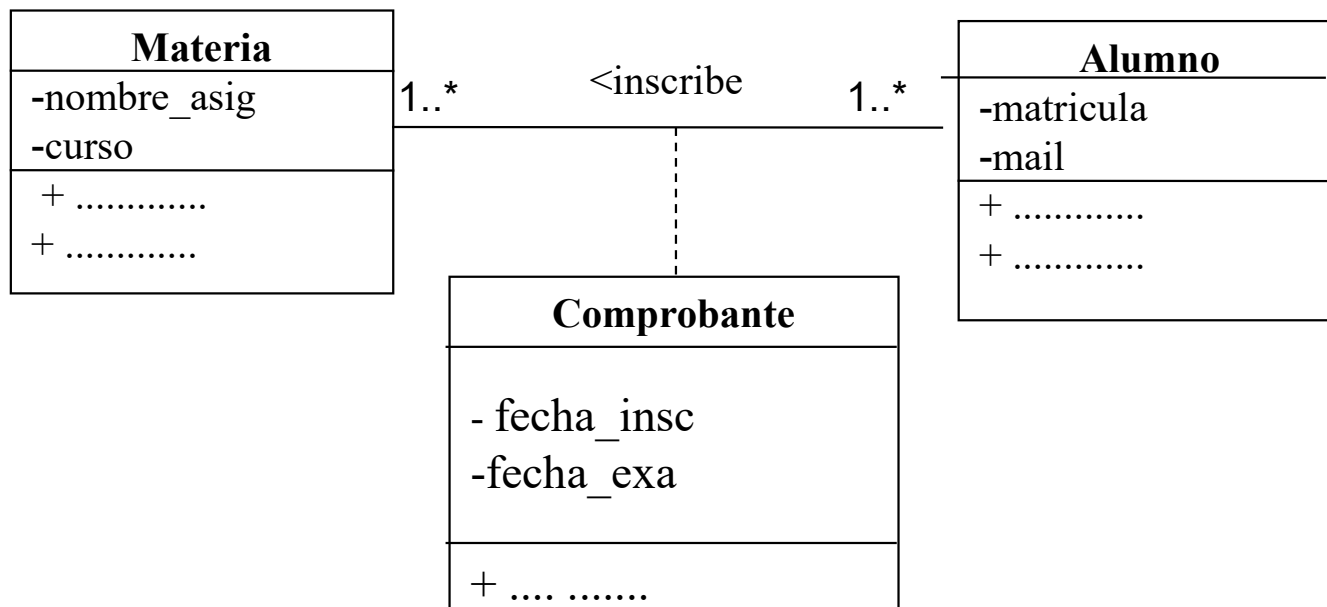 Materia
-nombre_asig
-curso
+ .............
+ .............
1..*
<inscribe
1..*
Alumno
-matricula
-mail
+ .............
+ .............
Comprobante
- fecha_insc
-fecha_exa
+ .... .......